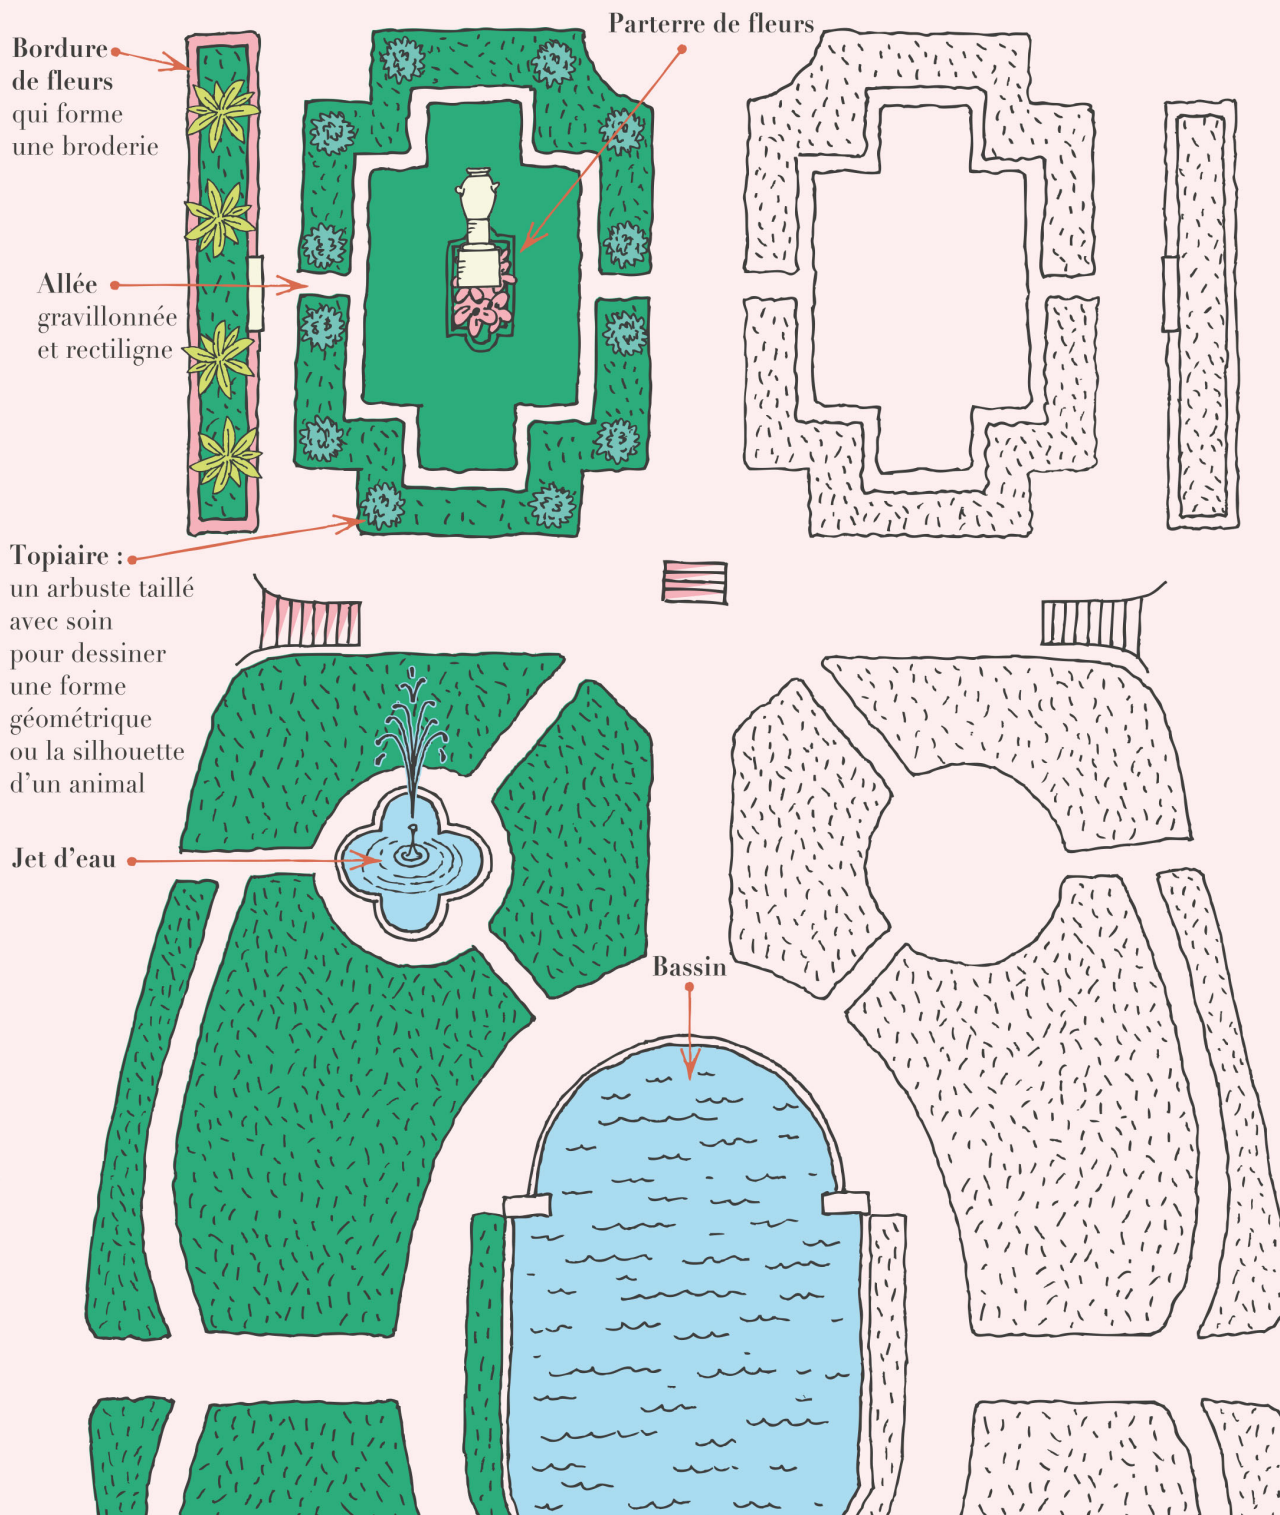 Parterre de fleurs
Bordure
de fleurs
qui forme
une broderie
Allée
gravillonnée
et rectiligne
Topiaire :
un arbuste taillé
avec soin
pour dessiner
une forme
géométrique
ou la silhouette
d’un animal
Jet d’eau
Bassin